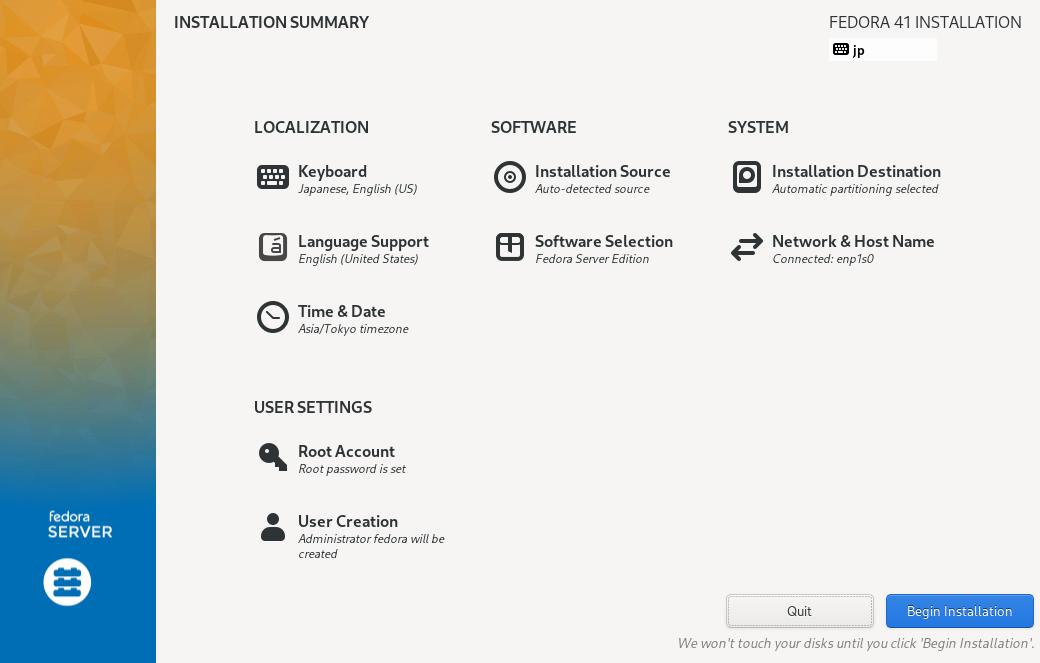 INSTALLATION SUMMARY
FEDORA 41 INSTALLATION
jp
LOCALIZATION
Keyboard
Japanese, English (US)
Language Support
English (United States)
Time & Date
Asia/Tokyo timezone
SOFTWARE
Installation Source
Auto-detected source
Software Selection
Fedora Server Edition
SYSTEM
Installation Destination
Automatic partitioning selected
Network & Host Name
Connected: enp1s0
USER SETTINGS
Root Account
Root password is set
User Creation
Administrator fedora will be
created
fedora
SERVER
Quit
Begin Installation
We won't touch your disks until you click 'Begin Installation'.